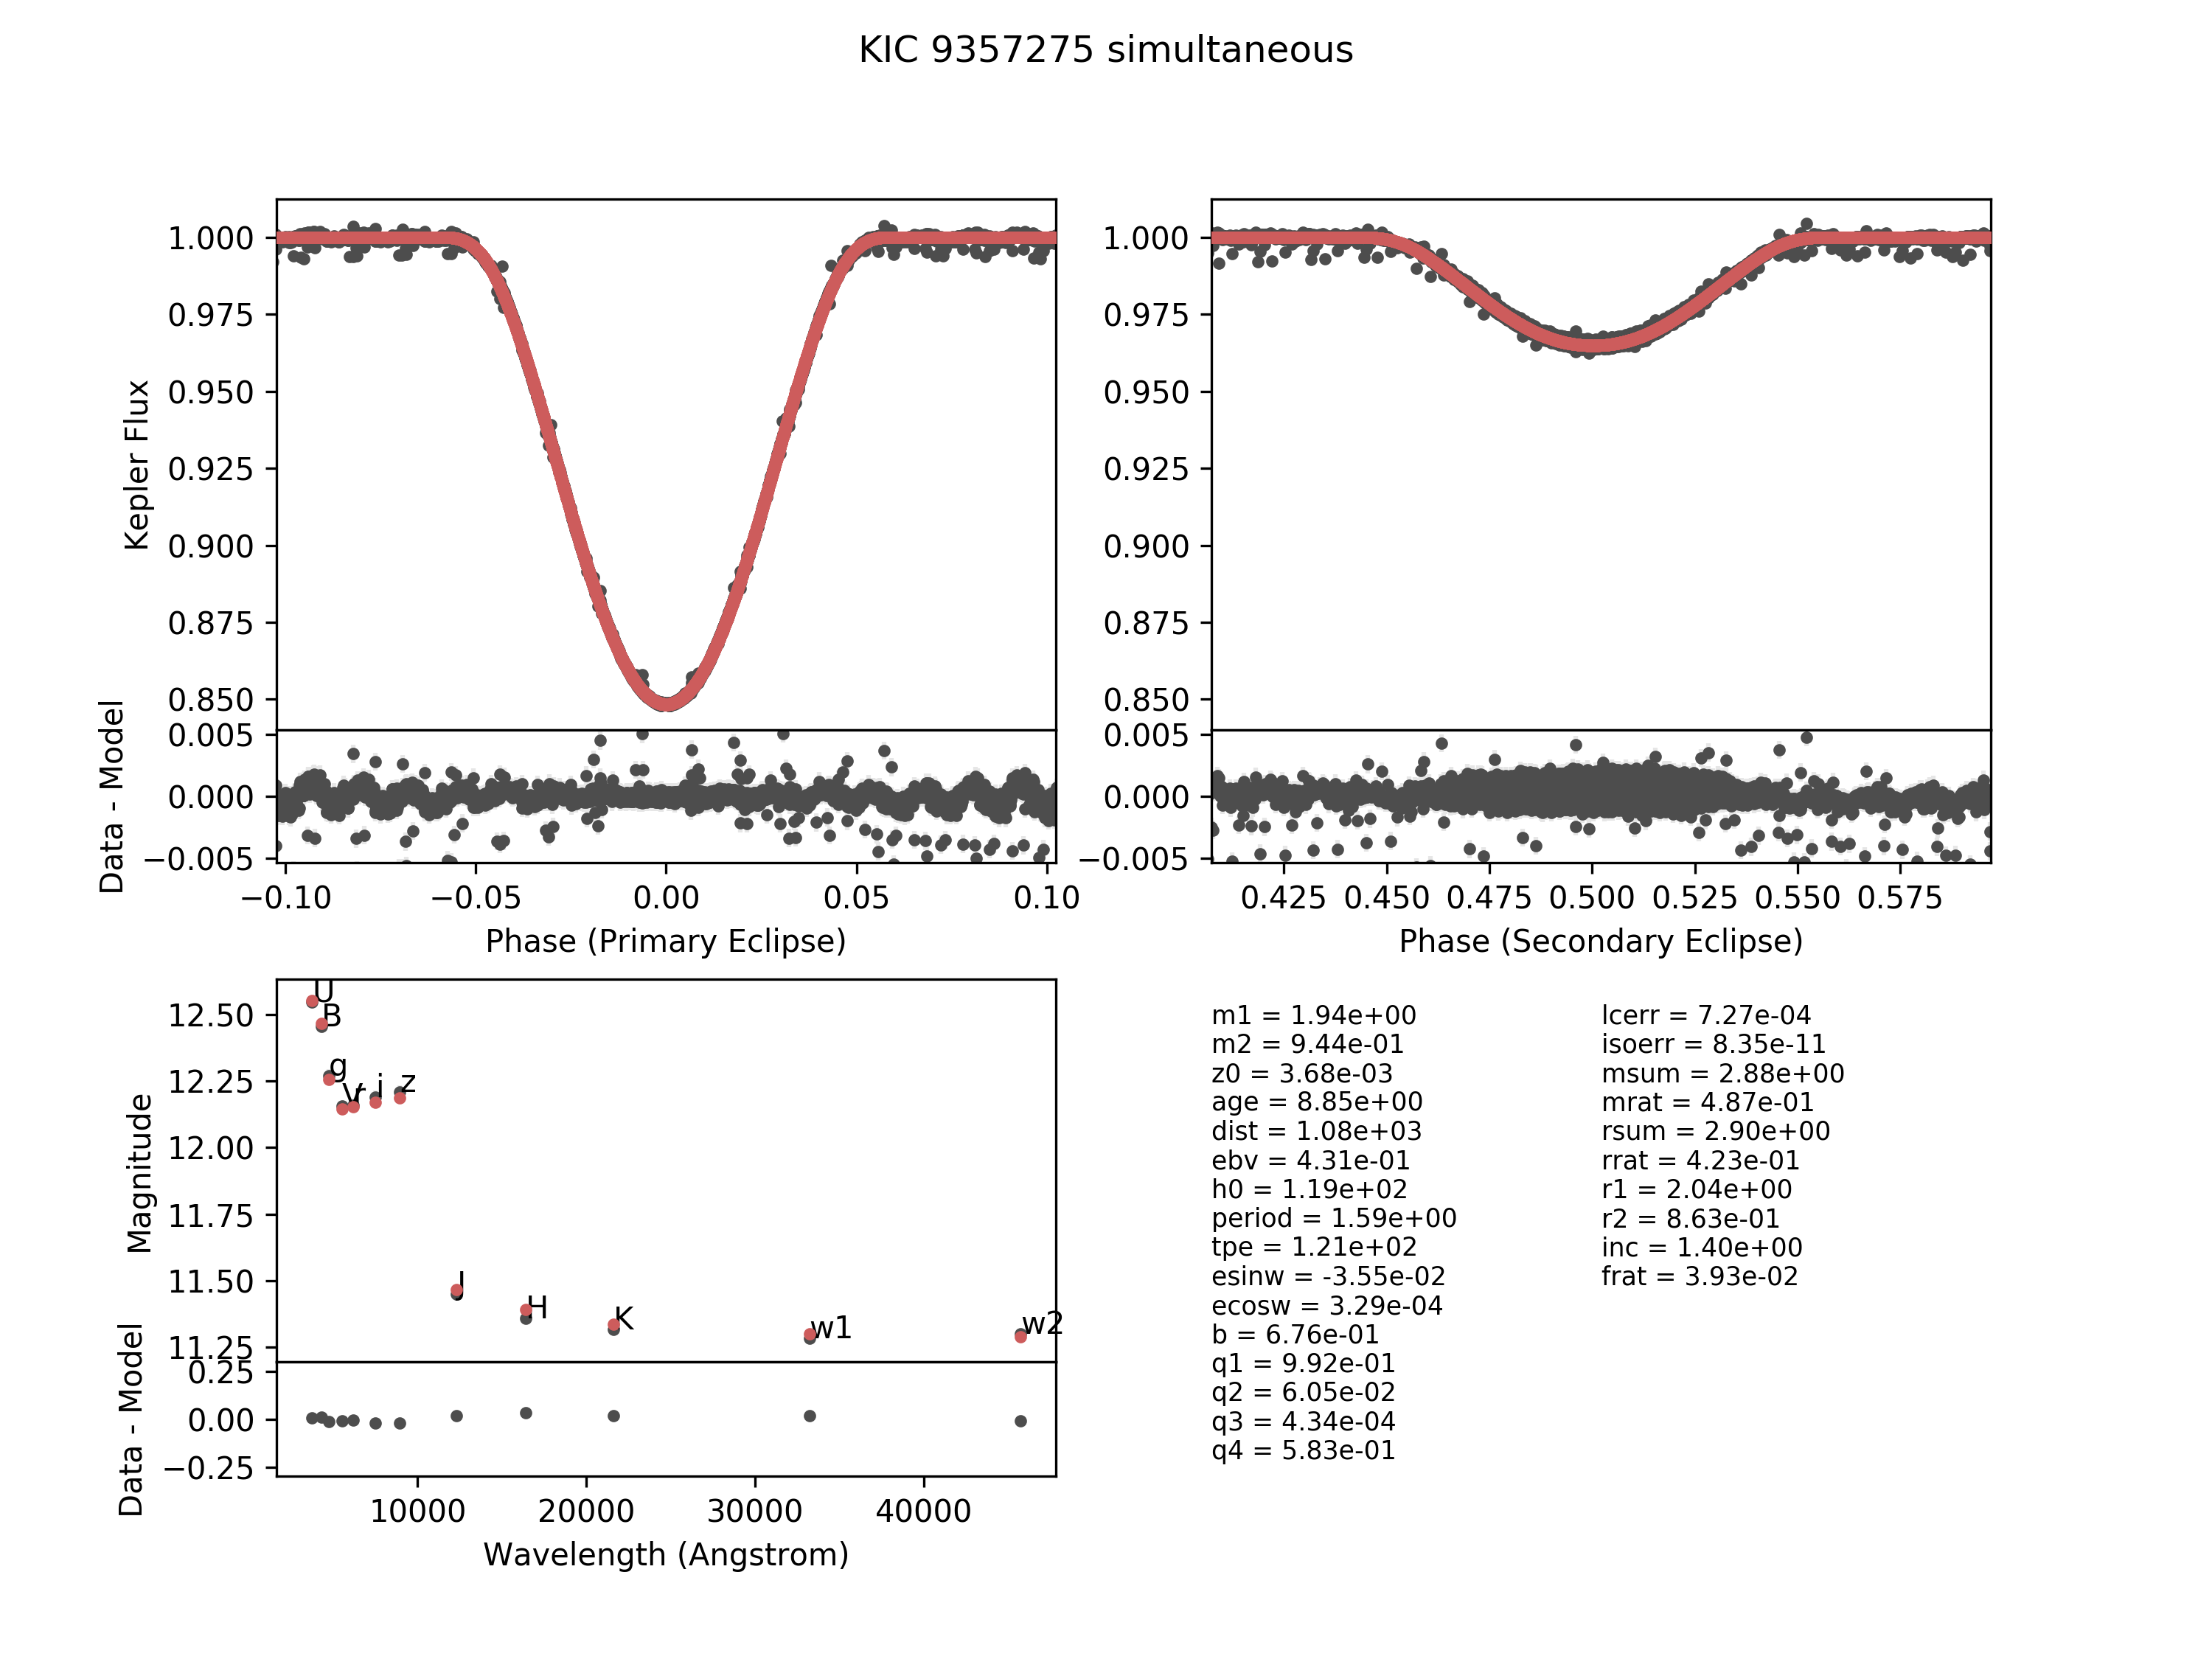 KIC 9357275 simultaneous
Kepler Flux
1.000
0.975
0.950
0.925
0.900
0.875
0.850
1.000
0.975
0.950
0.925
0.900
0.875
0.850
Data - Model
0.005
0.000
−0.005
0.005
0.000
−0.005
−0.10 −0.05 0.00 0.05 0.10
Phase (Primary Eclipse)
0.425 0.450 0.475 0.500 0.525 0.550 0.575
Phase (Secondary Eclipse)
Magnitude
12.50
12.25
12.00
11.75
11.50
11.25
U
B
g
V
r
i
z
J
H
K
w1
w2
Data - Model
0.25
0.00
−0.25
10000 20000 30000 40000
Wavelength (Angstrom)
m1 = 1.94e+00
m2 = 9.44e-01
z0 = 3.68e-03
age = 8.85e+00
dist = 1.08e+03
ebv = 4.31e-01
h0 = 1.19e+02
period = 1.59e+00
tpe = 1.21e+02
esinw = -3.55e-02
ecosw = 3.29e-04
b = 6.76e-01
q1 = 9.92e-01
q2 = 6.05e-02
q3 = 4.34e-04
q4 = 5.83e-01
lcerr = 7.27e-04
isoerr = 8.35e-11
msum = 2.88e+00
mrat = 4.87e-01
rsum = 2.90e+00
rrat = 4.23e-01
r1 = 2.04e+00
r2 = 8.63e-01
inc = 1.40e+00
frat = 3.93e-02